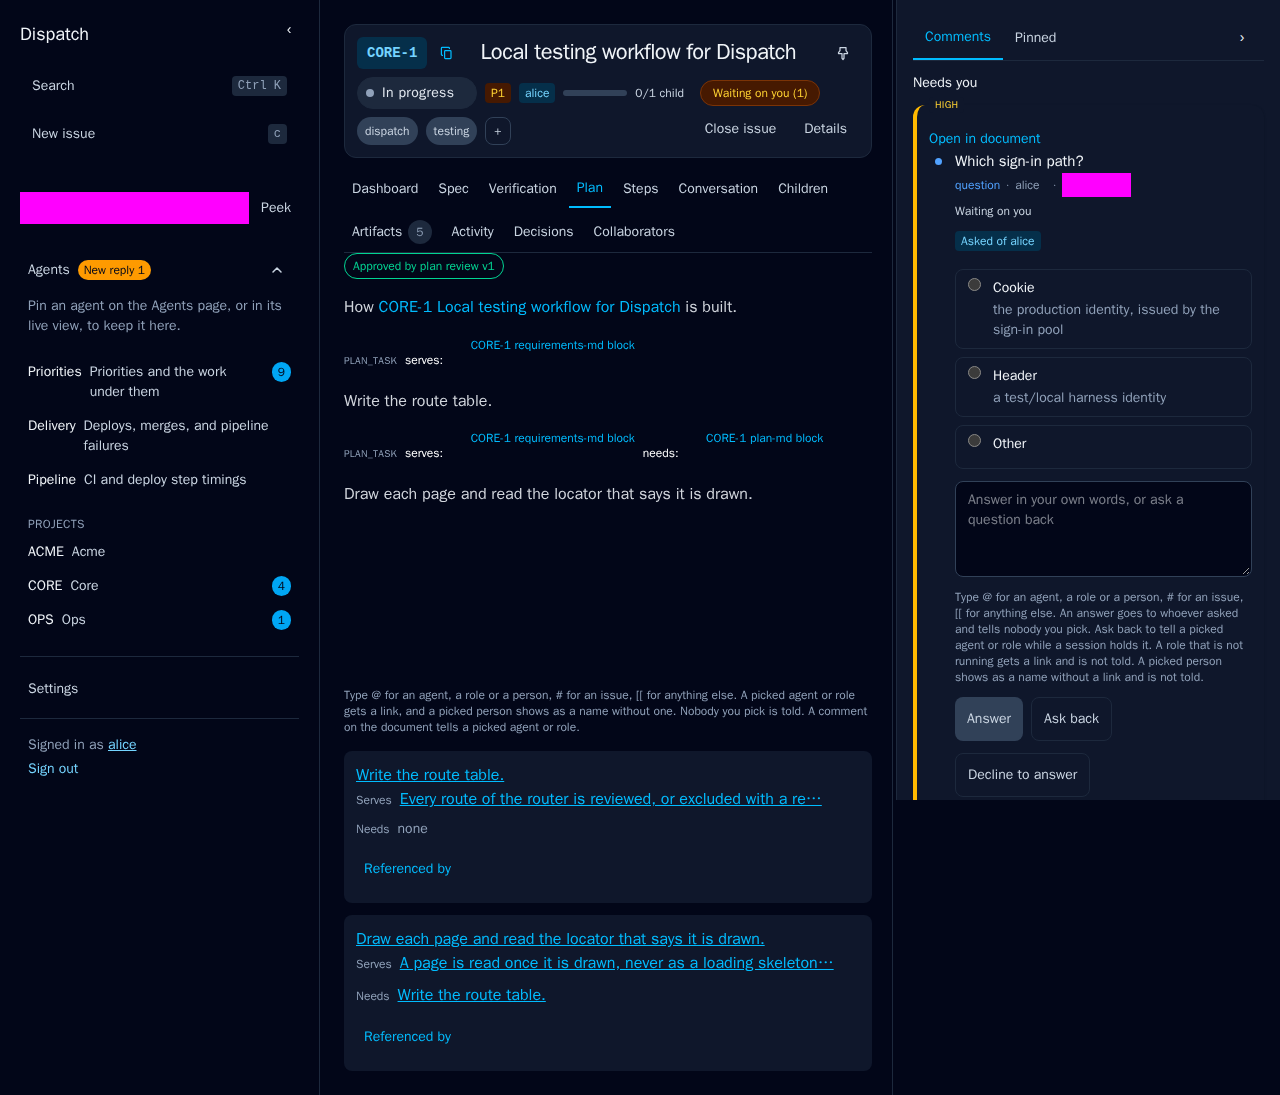 Dispatch
Search
Ctrl K
New issue
C
Peek
Agents
New reply 1
Pin an agent on the Agents page, or in its
live view, to keep it here.
Priorities Priorities and the work
under them
9
Delivery Deploys, merges, and pipeline
failures
Pipeline CI and deploy step timings
PROJECTS
ACME Acme
CORE Core
4
OPS Ops
1
Settings
Signed in as alice
Sign out
CORE-1
Local testing workflow for Dispatch
In progress
P1
alice
0/1 child
Waiting on you (1)
dispatch
testing
+
Close issue
Details
Dashboard
Spec
Verification
Plan
Steps
Conversation
Children
Artifacts 5
Activity
Decisions
Collaborators
Approved by plan review v1
How CORE-1 Local testing workflow for Dispatch is built.
CORE-1 requirements-md block
PLAN_TASK serves:
Write the route table.
CORE-1 requirements-md block
CORE-1 plan-md block
PLAN_TASK serves:
needs:
Draw each page and read the locator that says it is drawn.
Type @ for an agent, a role or a person, # for an issue, [[ for anything else. A picked agent or role
gets a link, and a picked person shows as a name without one. Nobody you pick is told. A comment
on the document tells a picked agent or role.
Write the route table.
Serves Every route of the router is reviewed, or excluded with a re···
Needs none
Referenced by
Draw each page and read the locator that says it is drawn.
Serves A page is read once it is drawn, never as a loading skeleton···
Needs Write the route table.
Referenced by
Comments
Pinned
Needs you
HIGH
Open in document
Which sign-in path?
question · alice ·
Waiting on you
Asked of alice
Cookie
the production identity, issued by the
sign-in pool
Header
a test/local harness identity
Other
Answer in your own words, or ask a
question back
Type @ for an agent, a role or a person, # for an issue,
[[ for anything else. An answer goes to whoever asked
and tells nobody you pick. Ask back to tell a picked
agent or role while a session holds it. A role that is not
running gets a link and is not told. A picked person
shows as a name without a link and is not told.
Answer
Ask back
Decline to answer